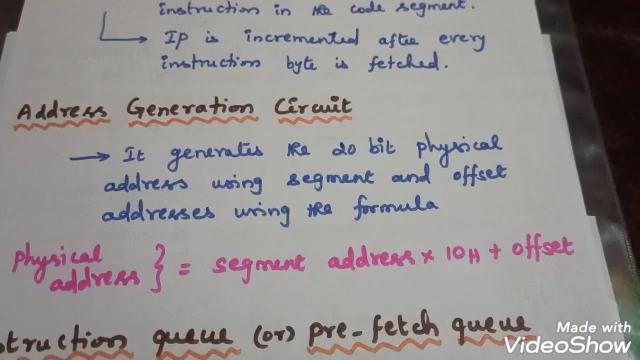 instruction in the code segment.
IP is incremented after every
instruction byte is fetched.
Address Generation Circuit
It generates the 20 bit physical
address using segment and offset
addresses using the formula
physical
address } = segment address × 10H + offset
struction queue (or) pre-fetch queue
Made with
VideoShow